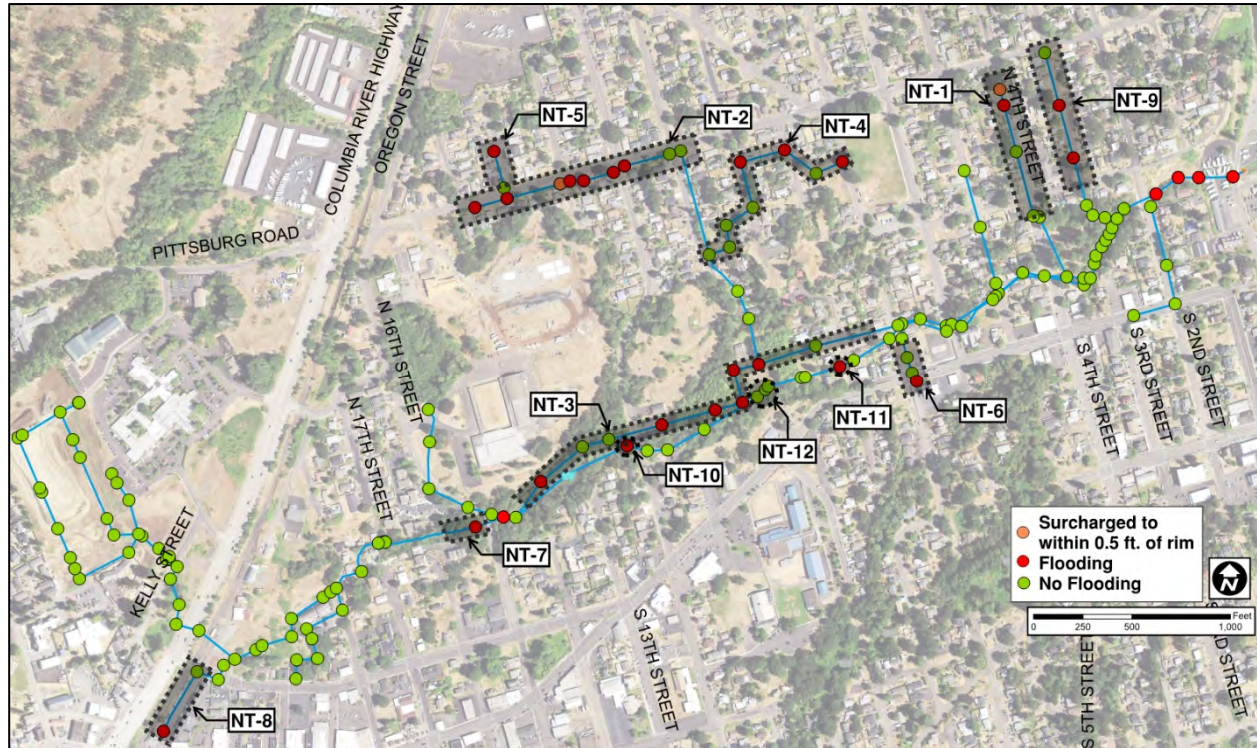 COLUMBIA RIVER HIGHWAY
OREGON STREET
PITTSBURG ROAD
NT-5
NT-2
NT-4
NT-1
N 4TH STREET
NT-9
N 16TH STREET
N 17TH STREET
NT-3
NT-10
NT-12
NT-11
NT-6
S 4TH STREET
S 3RD STREET
S 2ND STREET
NT-7
KELLY STREET
NT-8
S 13TH STREET
S 5TH STREET
Surcharged to
within 0.5 ft. of rim
Flooding
No Flooding
N
Feet
0 250 500 1,000